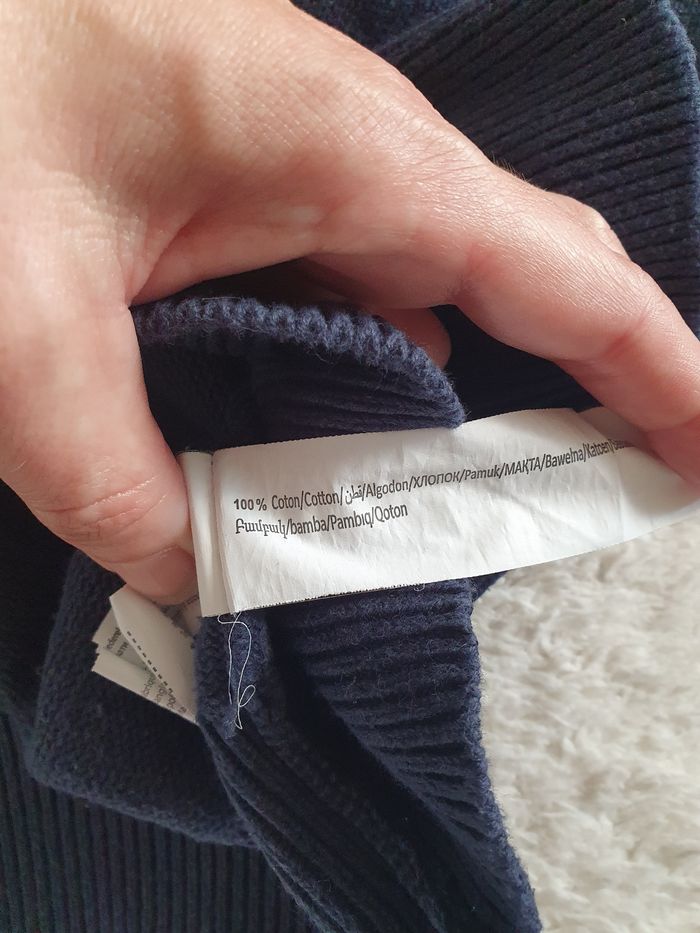 100% Coton/Cotton/قطن/Algodon/ХЛОПОК/Pamuk/МАҚТА/Bawełna/Katoen/
Բամբակ/bamba/Pambıq/Qoton